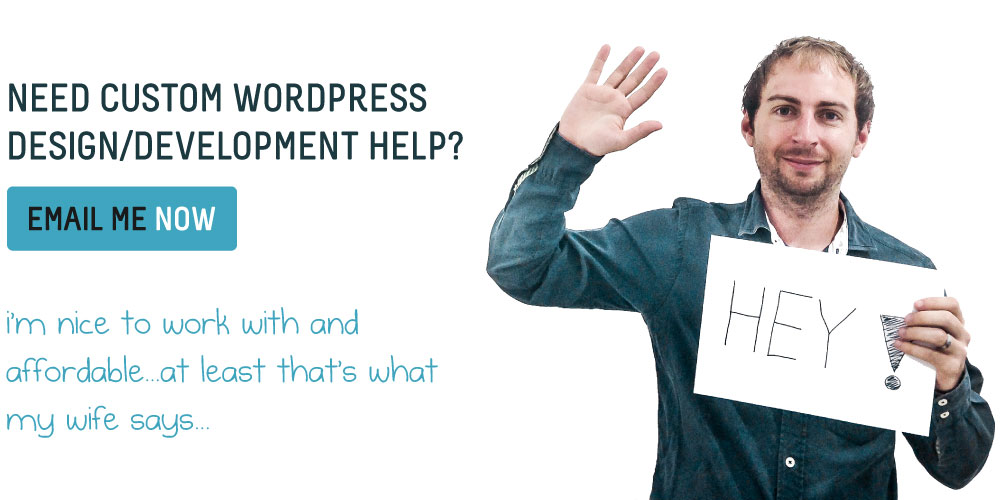 NEED CUSTOM WORDPRESS
DESIGN/DEVELOPMENT HELP?
EMAIL ME NOW
i'm nice to work with and
affordable...at least that's what
my wife says...
HEY!